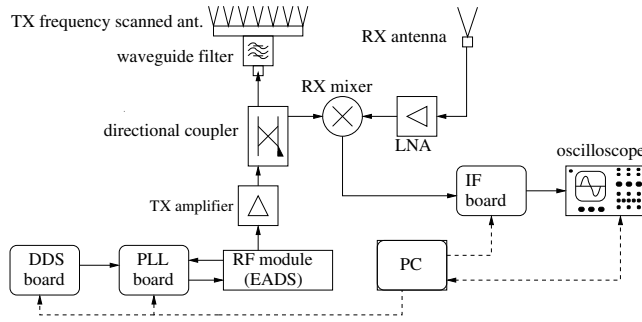 TX frequency scanned ant.
RX antenna
waveguide filter
RX mixer
directional coupler
LNA
oscilloscope
IF
board
TX amplifier
DDS
board
PLL
board
RF module
(EADS)
PC